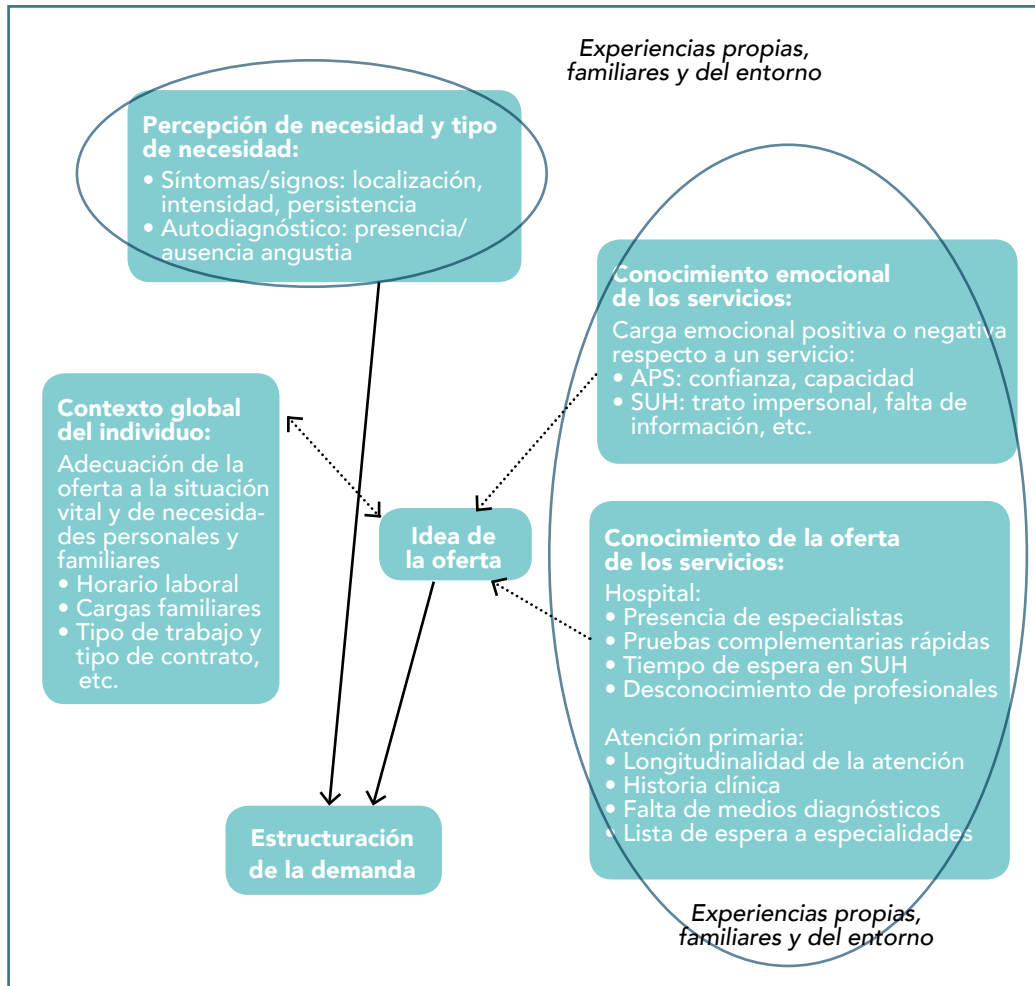 Experiencias propias,
familiares y del entorno
Percepción de necesidad y tipo
de necesidad:
• Síntomas/signos: localización,
intensidad, persistencia
• Autodiagnóstico: presencia/
ausencia angustia
Conocimiento emocional
de los servicios:
Carga emocional positiva o negativa
respecto a un servicio:
• APS: confianza, capacidad
• SUH: trato impersonal, falta de
información, etc.
Contexto global
del individuo:
Adecuación de la
oferta a la situación
vital y de necesida-
des personales y
familiares
• Horario laboral
• Cargas familiares
• Tipo de trabajo y
tipo de contrato,
etc.
Idea de
la oferta
Conocimiento de la oferta
de los servicios:
Hospital:
• Presencia de especialistas
• Pruebas complementarias rápidas
• Tiempo de espera en SUH
• Desconocimiento de profesionales
Atención primaria:
• Longitudinalidad de la atención
• Historia clínica
• Falta de medios diagnósticos
• Lista de espera a especialidades
Estructuración
de la demanda
Experiencias propias,
familiares y del entorno